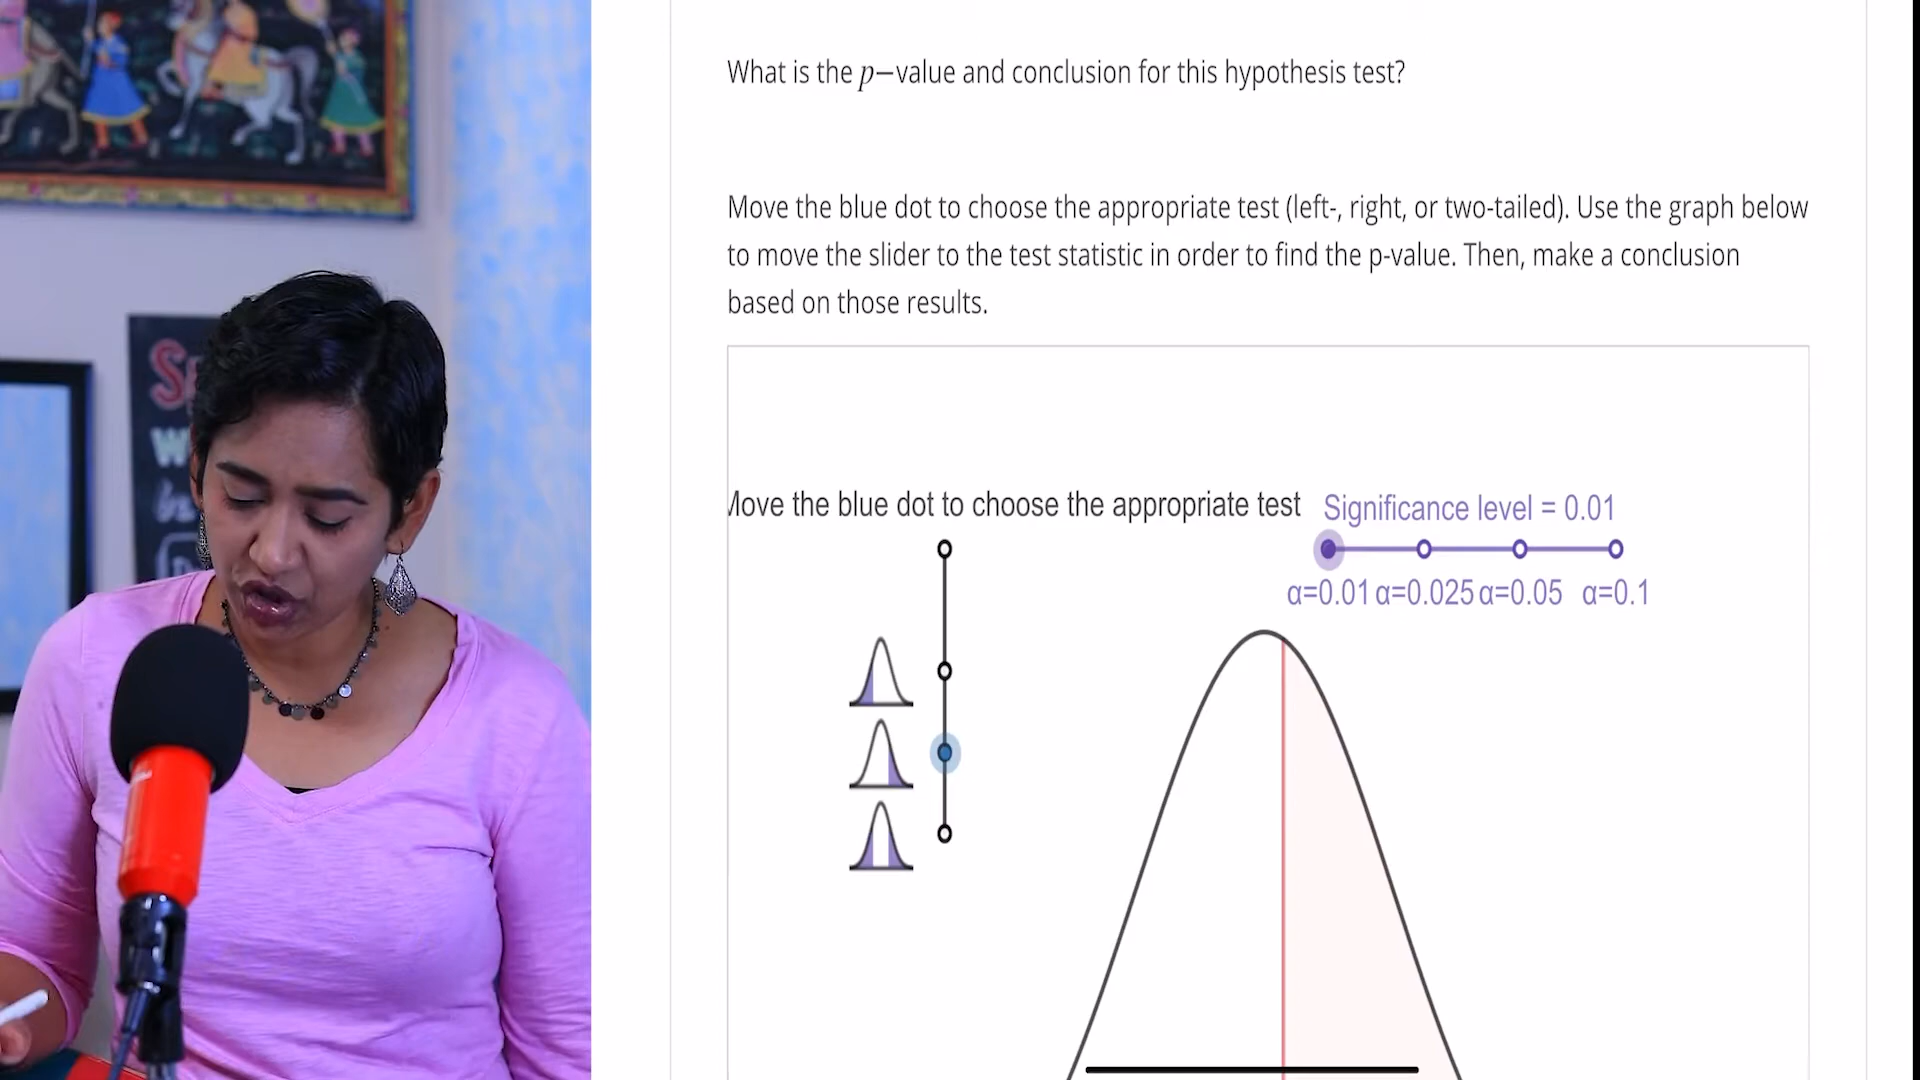 What is the p−value and conclusion for this hypothesis test?
Move the blue dot to choose the appropriate test (left-, right, or two-tailed). Use the graph below
to move the slider to the test statistic in order to find the p-value. Then, make a conclusion
based on those results.
Move the blue dot to choose the appropriate test
Significance level = 0.01
α=0.01 α=0.025 α=0.05 α=0.1